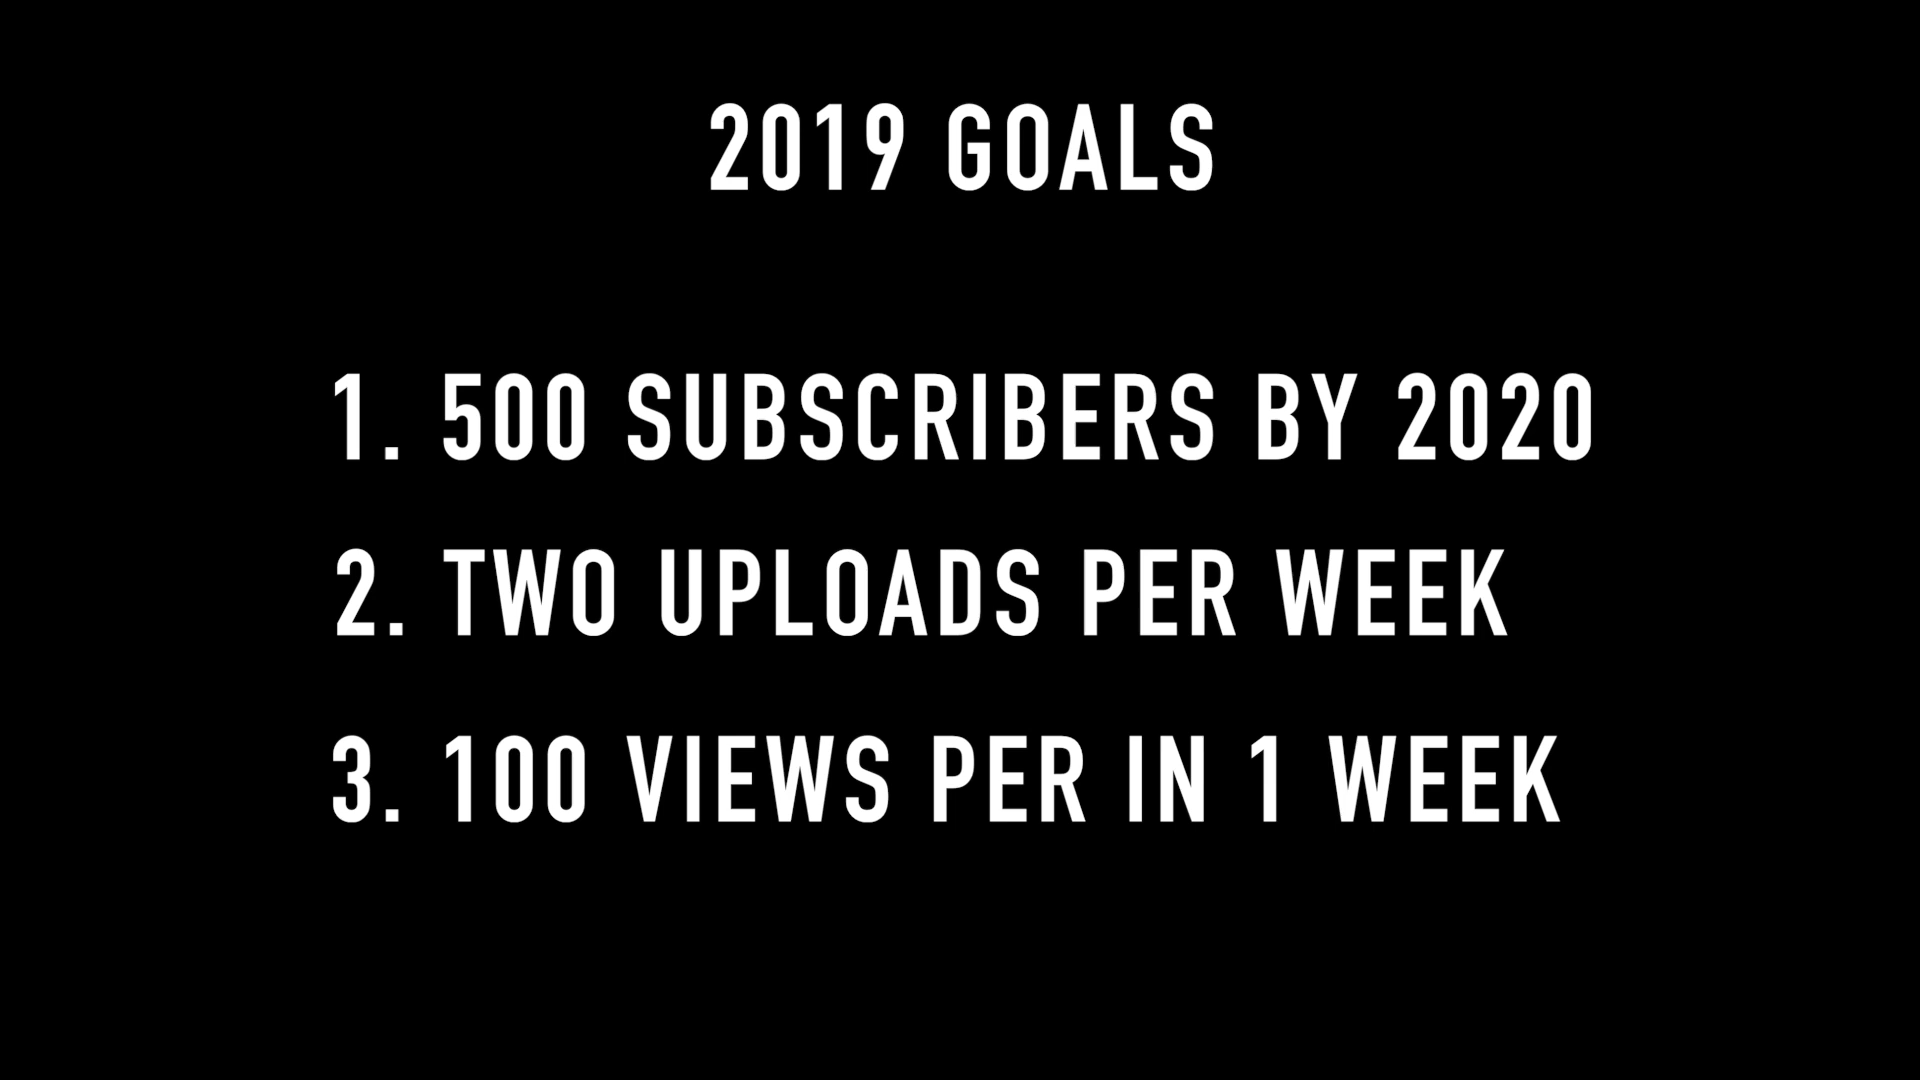 2019 GOALS
1. 500 SUBSCRIBERS BY 2020
2. TWO UPLOADS PER WEEK
3. 100 VIEWS PER IN 1 WEEK